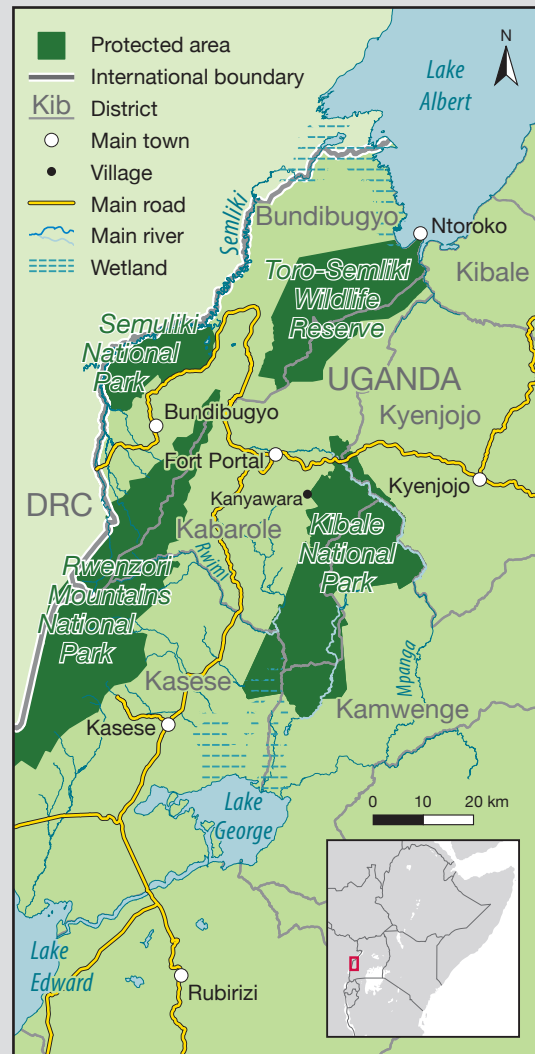 Protected area
International boundary
Kib District
Main town
Village
Main road
Main river
Wetland
N
Lake
Albert
Semliki
Bundibugyo
Ntoroko
Kibale
Toro-Semliki
Wildlife
Reserve
Semuliki
National
Park
UGANDA
Kyenjojo
Bundibugyo
Fort Portal
Kyenjojo
Kanyawara
DRC
Kabarole
Kibale
National
Park
Rwimi
Rwenzori
Mountains
National
Park
Mpanga
Kasese
Kamwenge
Kasese
Lake
George
0 10 20 km
Lake
Edward
Rubirizi